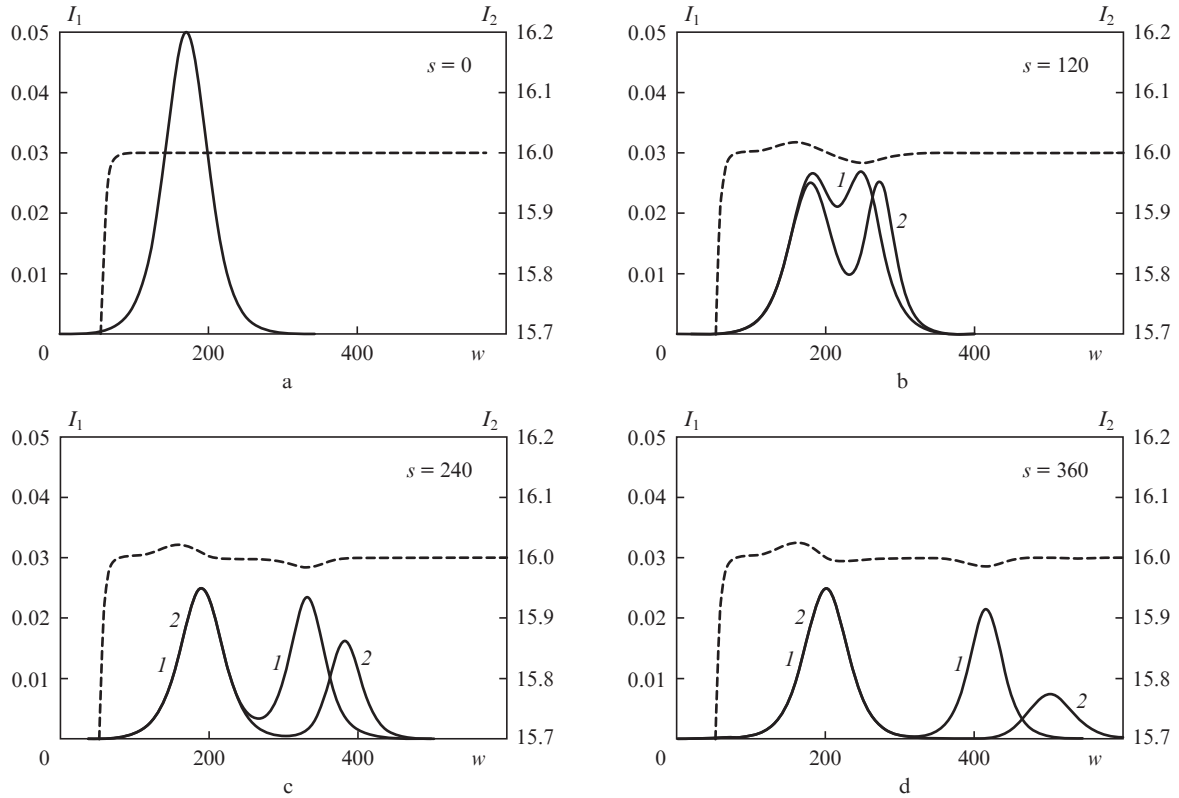 I₁ I₂ I₁ I₂
0.05 16.2 0.05 16.2
s = 0 s = 120
0.04 16.1 0.04 16.1
0.03 16.0 0.03 16.0
1
0.02 15.9 0.02 2 15.9
0.01 15.8 0.01 15.8
15.7 15.7
0 200 400 w 0 200 400 w
a b
I₁ I₂ I₁ I₂
0.05 16.2 0.05 16.2
s = 240 s = 360
0.04 16.1 0.04 16.1
0.03 16.0 0.03 16.0
0.02 2 15.9 0.02 2 15.9
1 1 2 1 1
0.01 15.8 0.01 2 15.8
15.7 15.7
0 200 400 w 0 200 400 w
c d